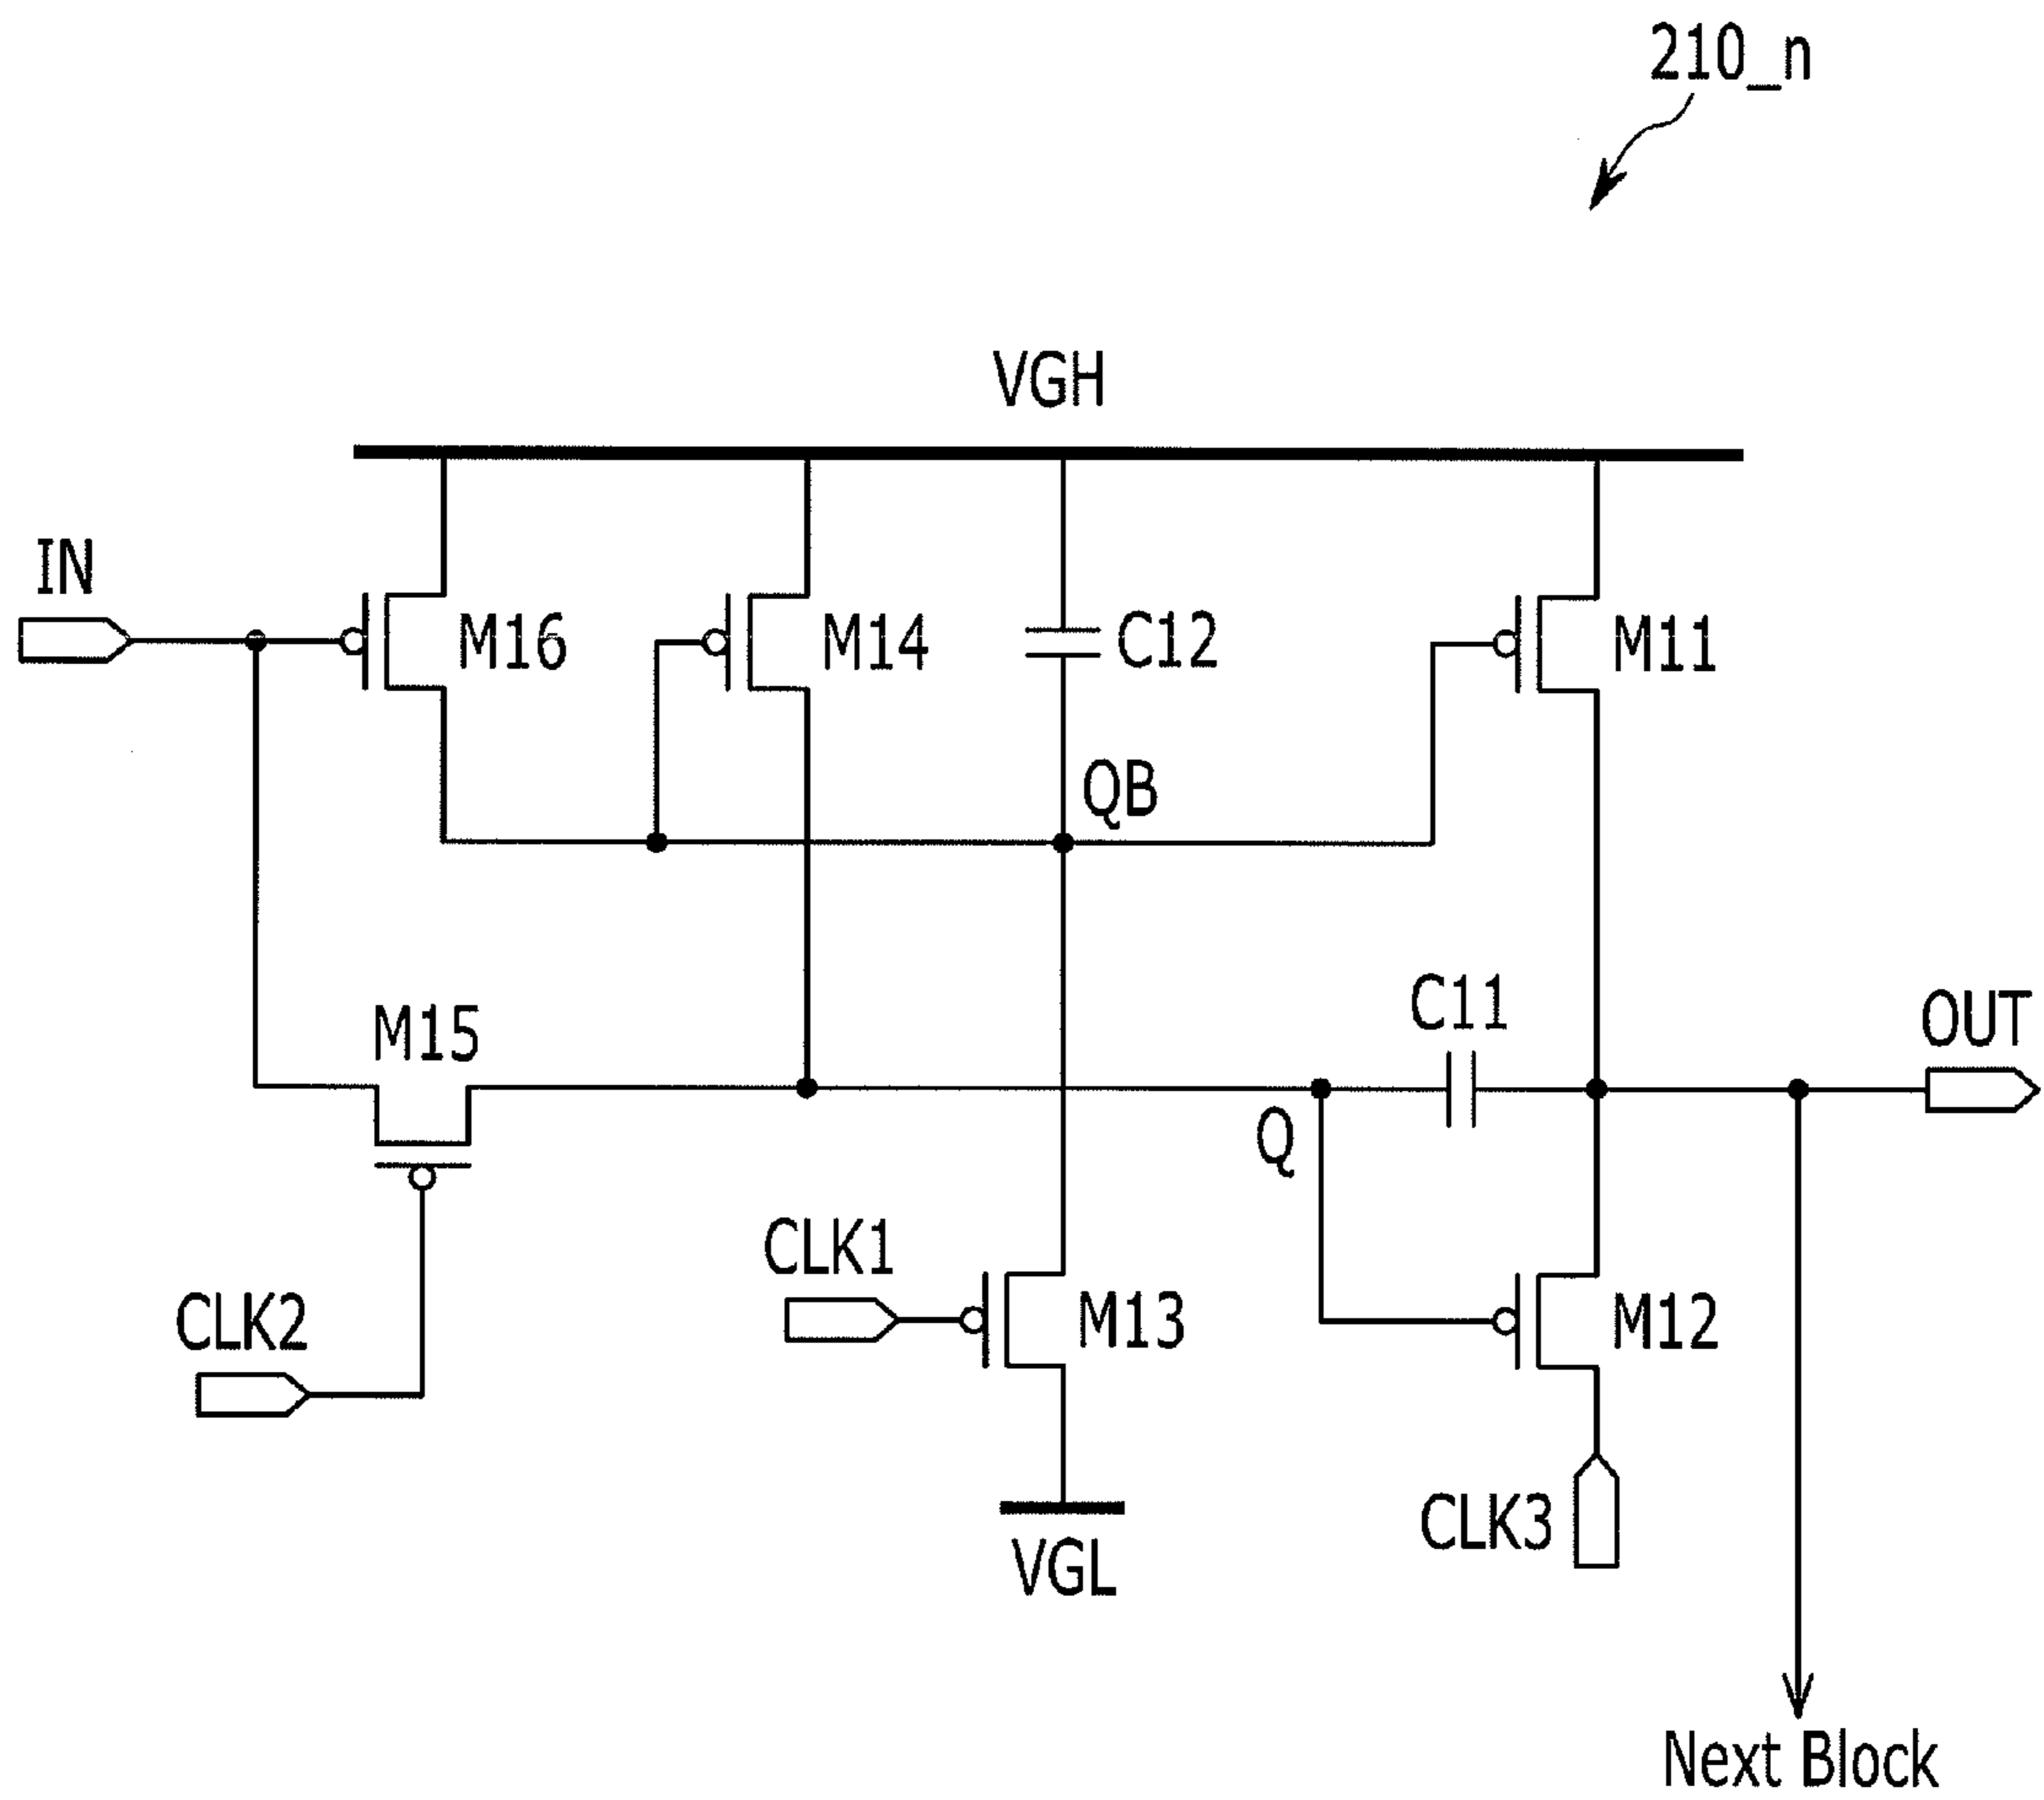 210_n
VGH
IN
M16
M14
C12
M11
QB
C11
OUT
M15
Q
CLK1
CLK2
M13
M12
CLK3
VGL
Next Block